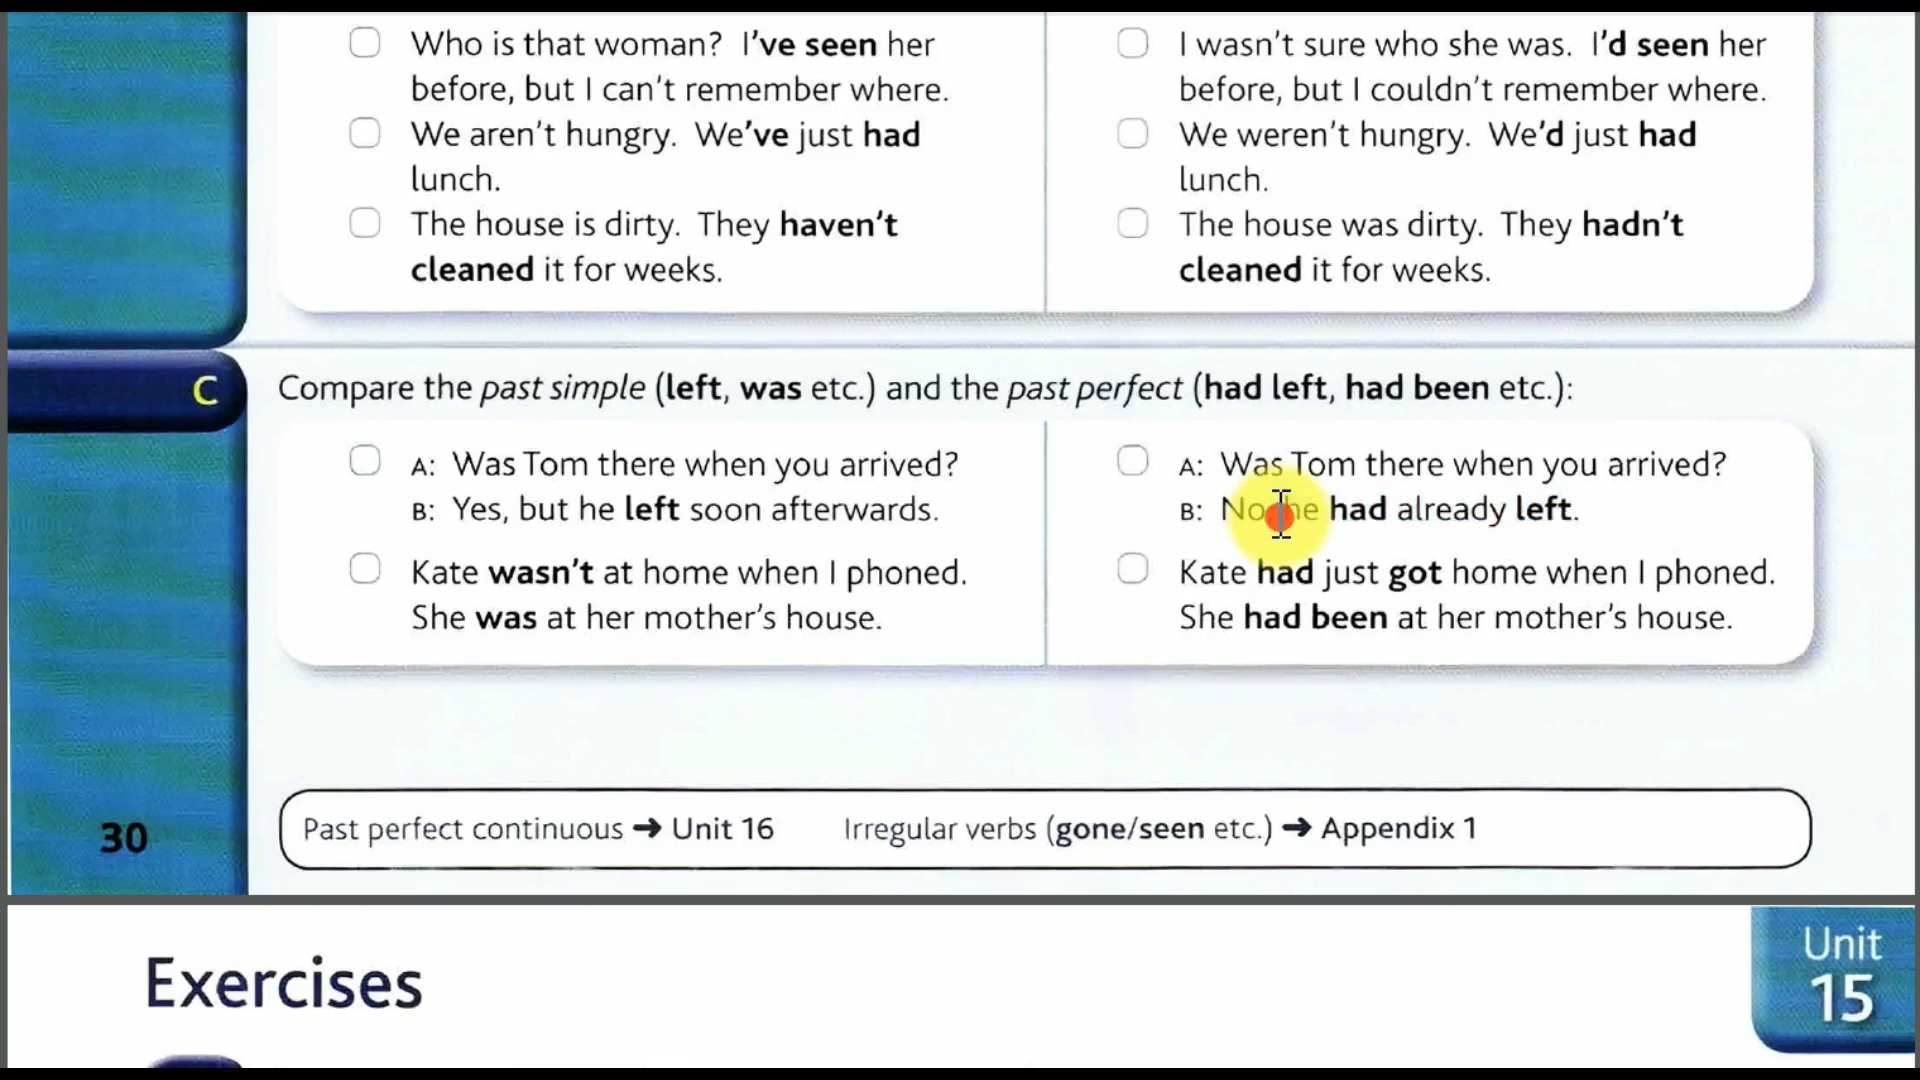 Who is that woman? I've seen her
before, but I can't remember where.
We aren't hungry. We've just had
lunch.
The house is dirty. They haven't
cleaned it for weeks.
I wasn't sure who she was. I'd seen her
before, but I couldn't remember where.
We weren't hungry. We'd just had
lunch.
The house was dirty. They hadn't
cleaned it for weeks.
C
Compare the past simple (left, was etc.) and the past perfect (had left, had been etc.):
A: Was Tom there when you arrived?
B: Yes, but he left soon afterwards.
Kate wasn't at home when I phoned.
She was at her mother's house.
A: Was Tom there when you arrived?
B: No he had already left.
Kate had just got home when I phoned.
She had been at her mother's house.
30
Past perfect continuous → Unit 16 Irregular verbs (gone/seen etc.) → Appendix 1
Exercises
Unit
15